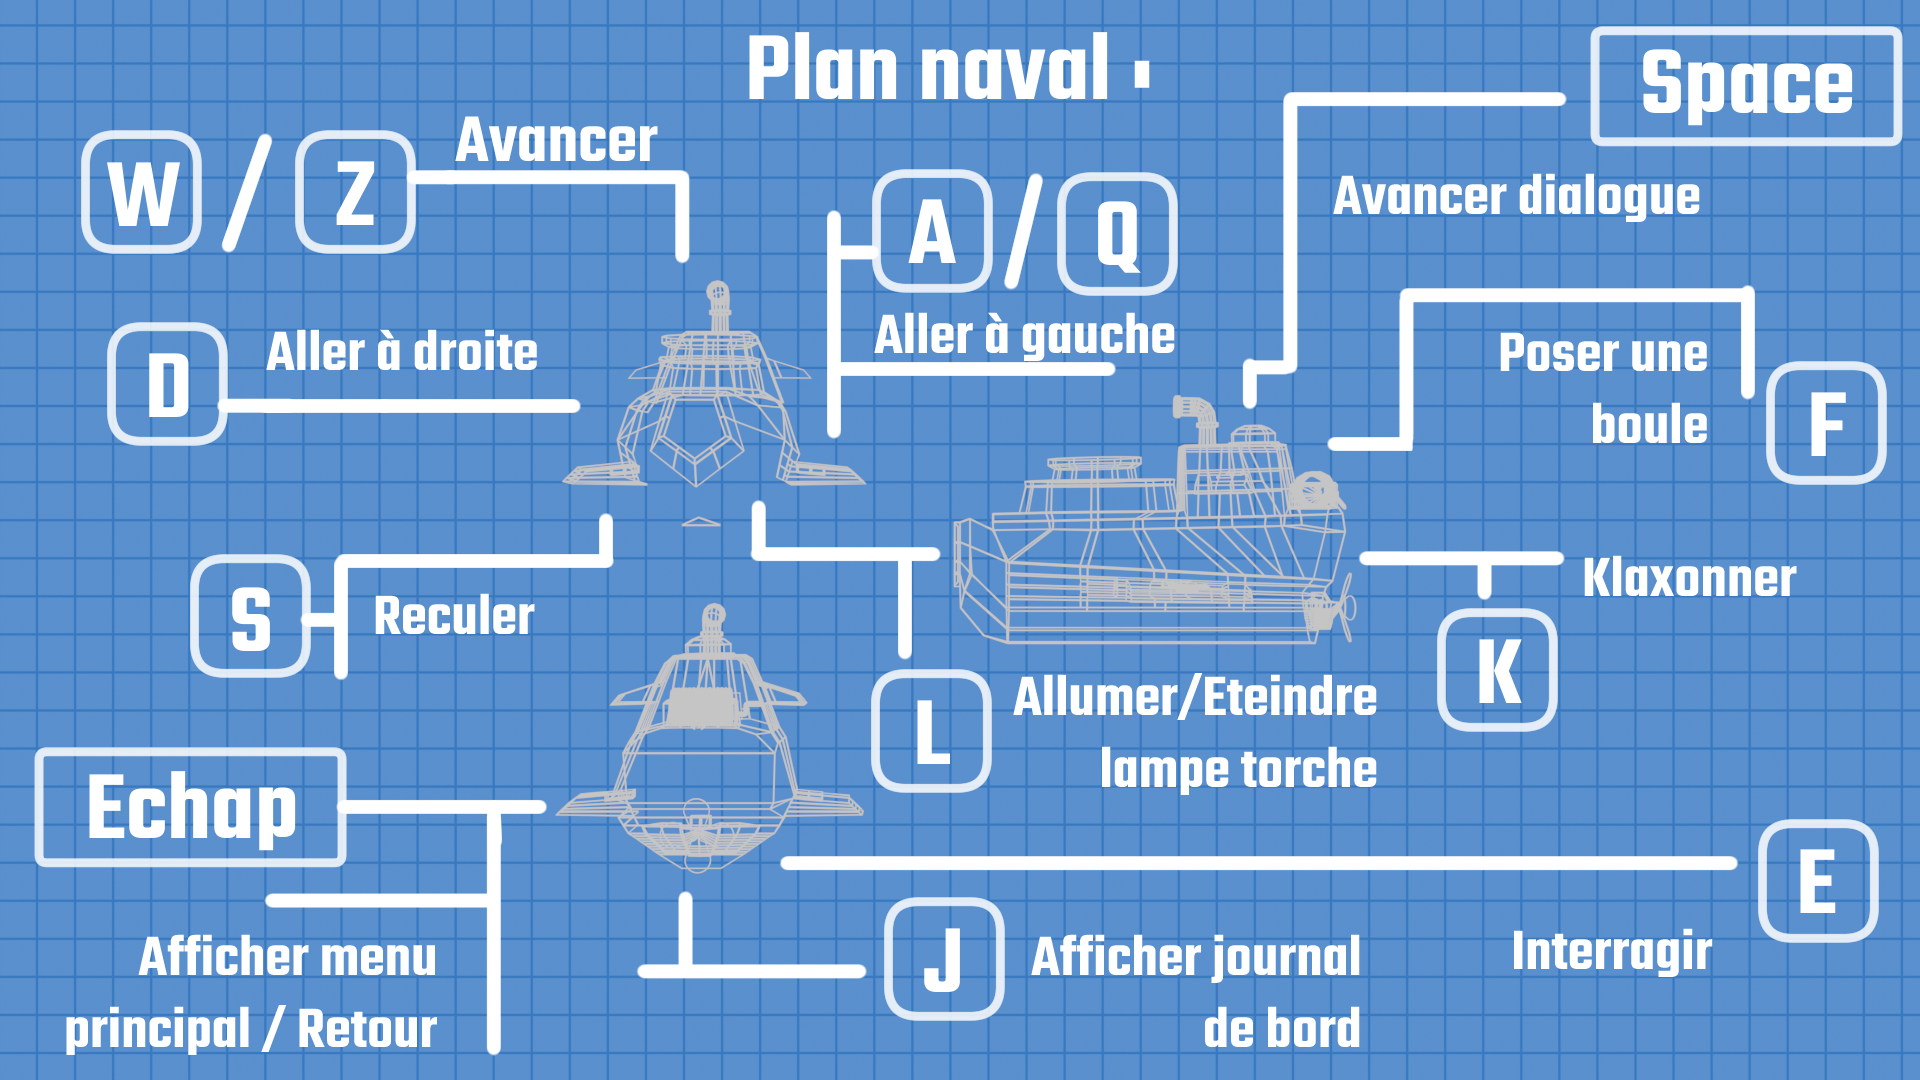 Plan naval :
Space
W / Z
Avancer
A / Q
Avancer dialogue
Aller à gauche
D
Aller à droite
Poser une
boule
F
S
Reculer
Klaxonner
K
L
Allumer/Eteindre
lampe torche
Echap
Afficher menu
principal / Retour
E
Interragir
J
Afficher journal
de bord